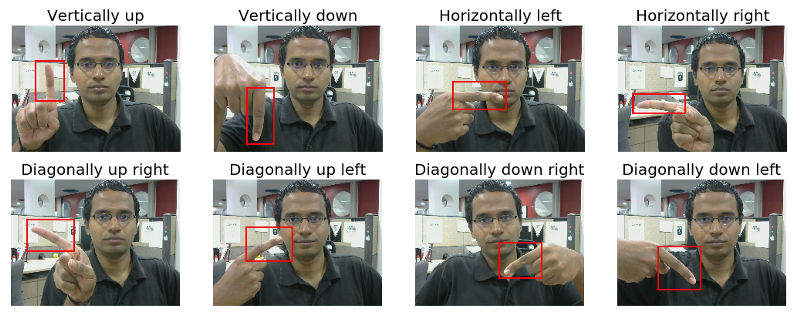 Vertically up
Vertically down
Horizontally left
Horizontally right
Diagonally up right
Diagonally up left
Diagonally down right
Diagonally down left